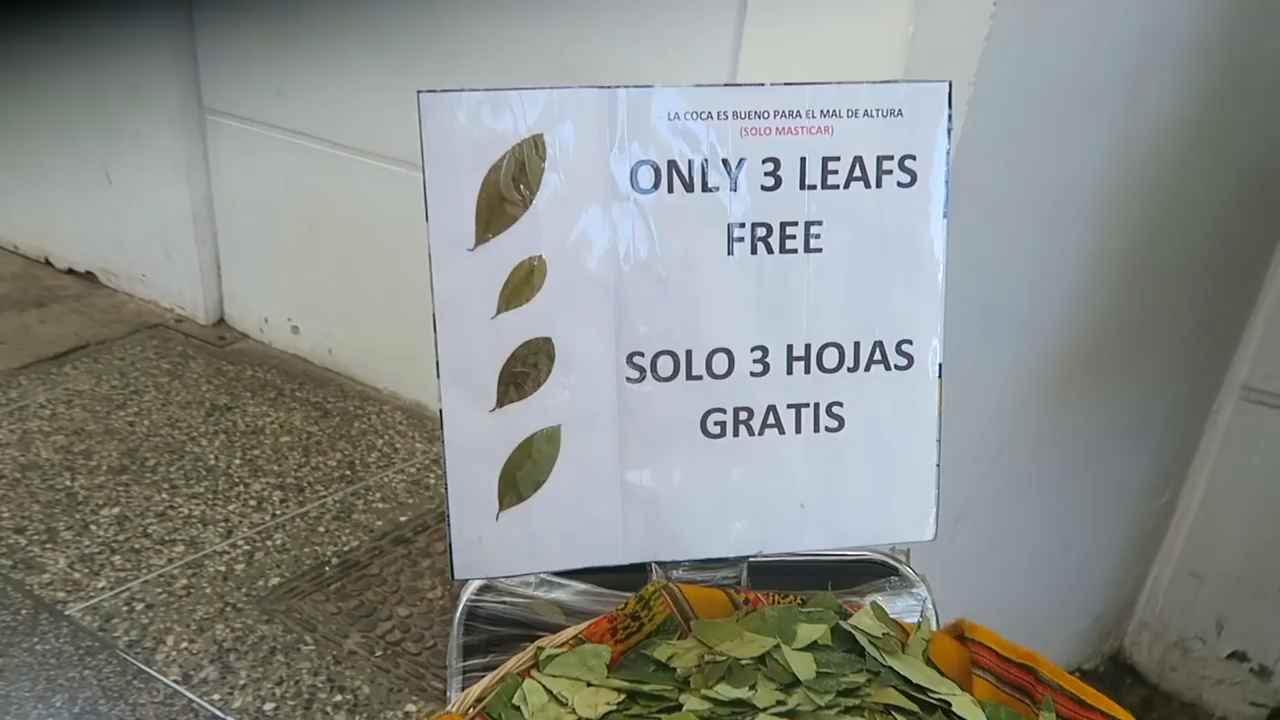 LA COCA ES BUENO PARA EL MAL DE ALTURA
(SOLO MASTICAR)
ONLY 3 LEAFS
FREE
SOLO 3 HOJAS
GRATIS